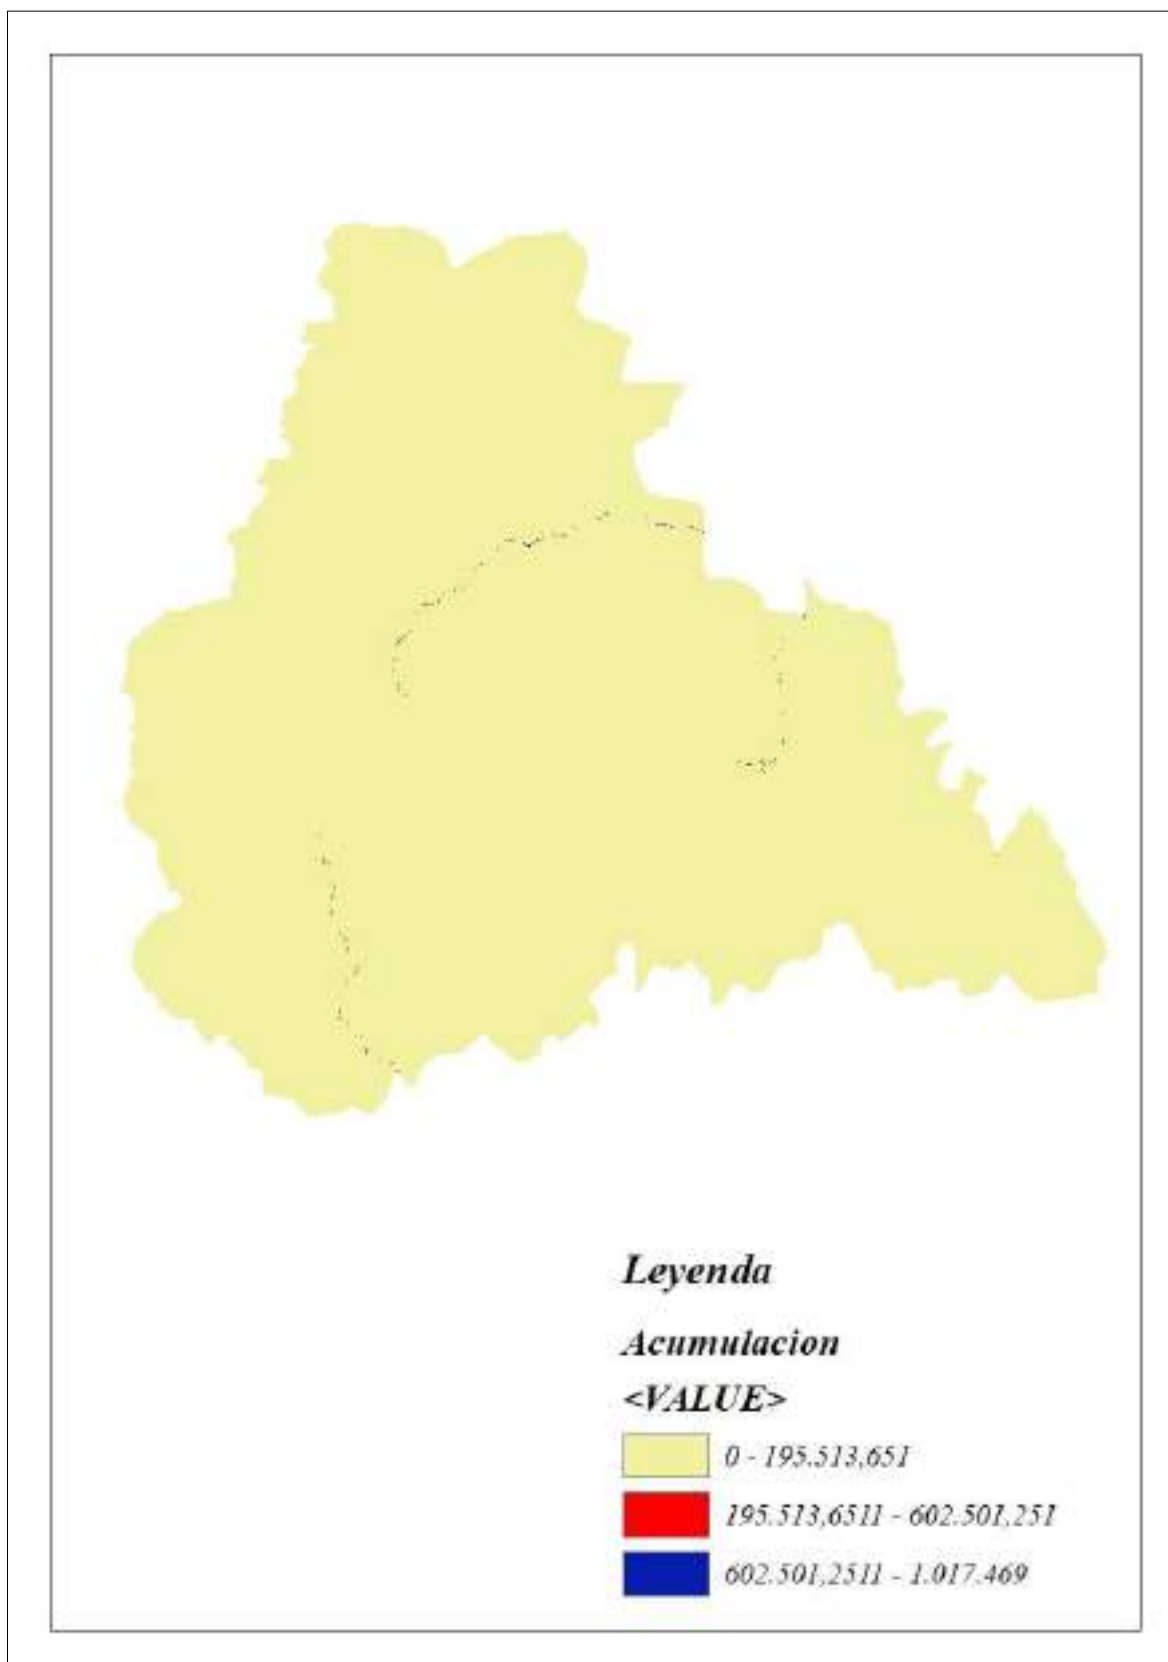 Leyenda
Acumulacion
<VALUE>
0 - 195.513,651
195.513,6511 - 602.501,251
602.501,2511 - 1.017.469